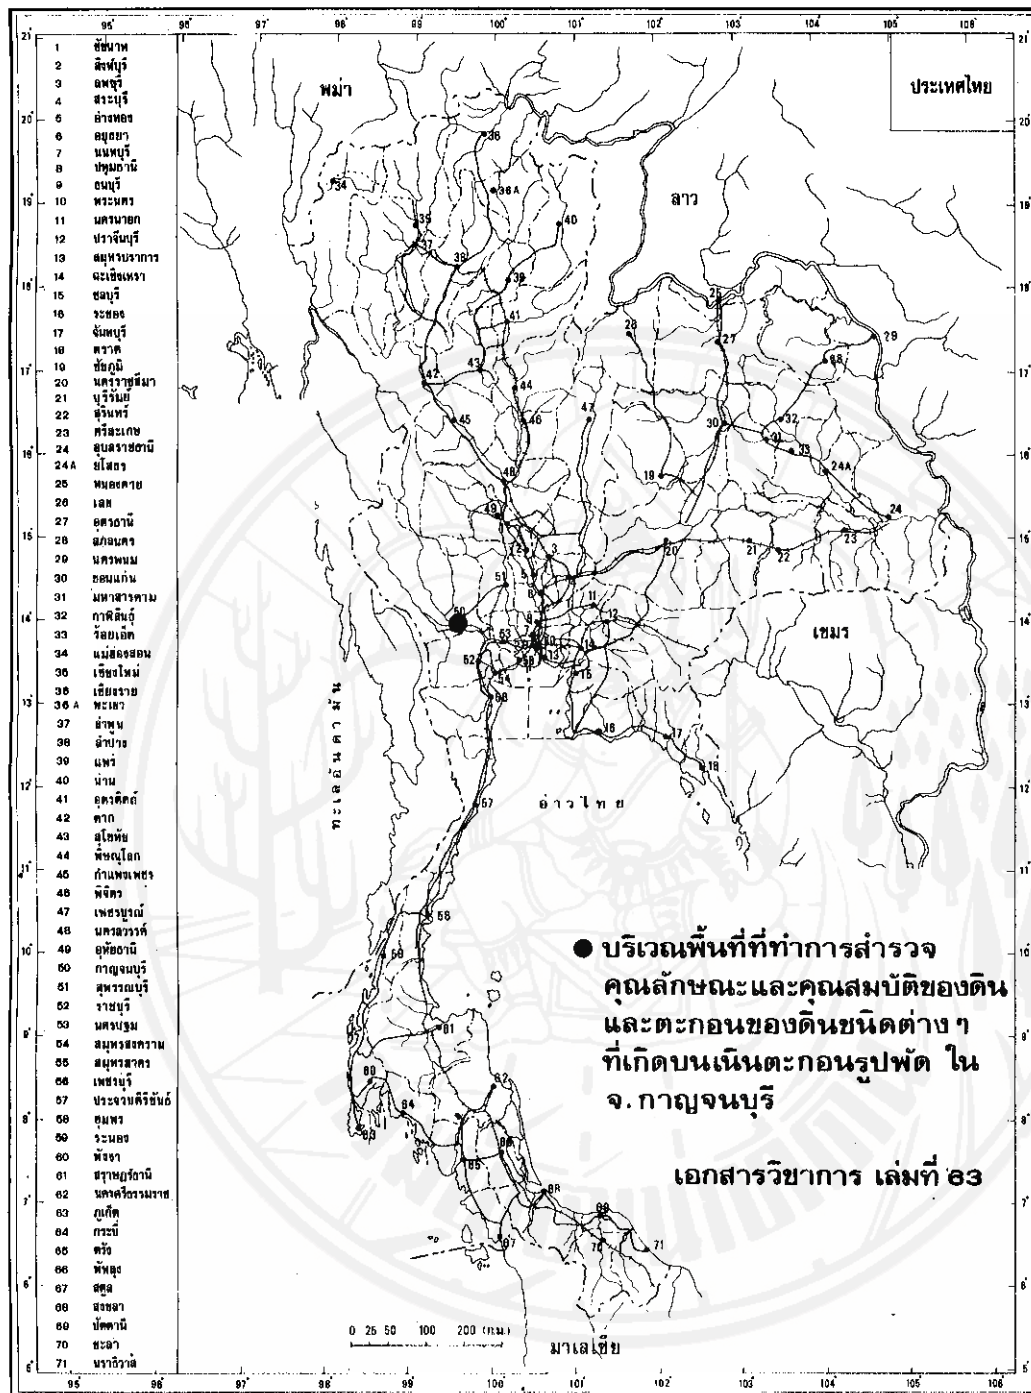 95°
96°
97°
98°
99°
100°
101°
102°
103°
104°
105°
106°
21°
20°
19°
18°
17°
16°
15°
14°
13°
12°
11°
10°
9°
8°
7°
6°
5°
1 ชัยนาท
2 สิงห์บุรี
3 ลพบุรี
4 สระบุรี
5 อ่างทอง
6 อยุธยา
7 นนทบุรี
8 ปทุมธานี
9 ธนบุรี
10 พระนคร
11 นครนายก
12 ปราจีนบุรี
13 สมุทรปราการ
14 ฉะเชิงเทรา
15 ชลบุรี
16 ระยอง
17 จันทบุรี
18 ตราด
19 ชัยภูมิ
20 นครราชสีมา
21 บุรีรัมย์
22 สุรินทร์
23 ศรีสะเกษ
24 อุบลราชธานี
24A ยโสธร
25 หนองคาย
26 เลย
27 อุดรธานี
28 สกลนคร
29 นครพนม
30 ขอนแก่น
31 มหาสารคาม
32 กาฬสินธุ์
33 ร้อยเอ็ด
34 แม่ฮ่องสอน
35 เชียงใหม่
36 เชียงราย
36A พะเยา
37 ลำพูน
38 ลำปาง
39 แพร่
40 น่าน
41 อุตรดิตถ์
42 ตาก
43 สุโขทัย
44 พิษณุโลก
45 กำแพงเพชร
46 พิจิตร
47 เพชรบูรณ์
48 นครสวรรค์
49 อุทัยธานี
50 กาญจนบุรี
51 สุพรรณบุรี
52 ราชบุรี
53 นครปฐม
54 สมุทรสงคราม
55 สมุทรสาคร
56 เพชรบุรี
57 ประจวบคีรีขันธ์
58 ชุมพร
59 ระนอง
60 พังงา
61 สุราษฎร์ธานี
62 นครศรีธรรมราช
63 ภูเก็ต
64 กระบี่
65 ตรัง
66 พัทลุง
67 สตูล
68 สงขลา
69 ปัตตานี
70 ยะลา
71 นราธิวาส
ประเทศไทย
พม่า
ลาว
เขมร
ทะเลอันดามัน
อ่าวไทย
มาเลเซีย
● บริเวณพื้นที่ที่ทำการสำรวจ
คุณลักษณะและคุณสมบัติของดิน
และตะกอนของดินชนิดต่างๆ
ที่เกิดบนเนินตะกอนรูปพัด ใน
จ.กาญจนบุรี
เอกสารวิชาการ เล่มที่ 63
0 25 50 100 200 (ก.ม.)